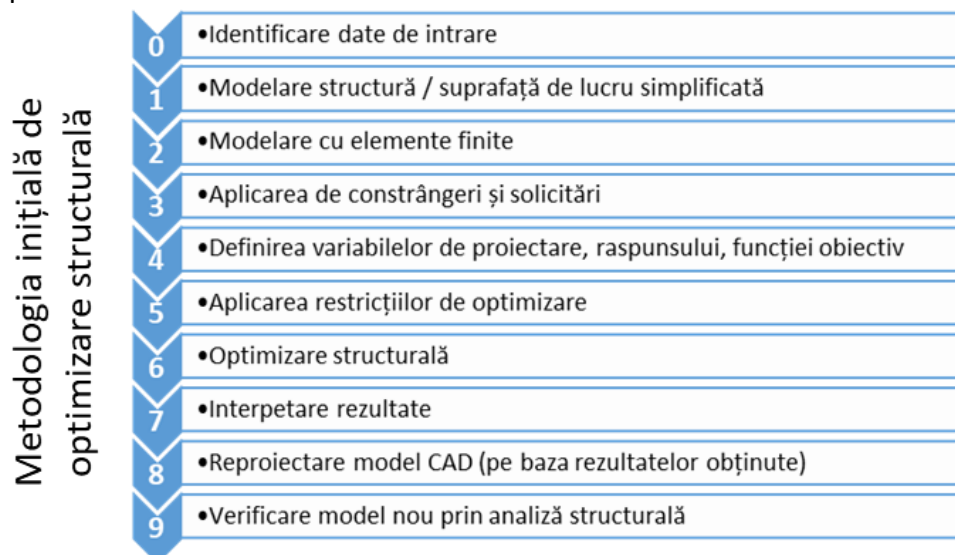 Metodologia inițială de
optimizare structurală
0
•Identificare date de intrare
1
•Modelare structură / suprafață de lucru simplificată
2
•Modelare cu elemente finite
3
•Aplicarea de constrângeri și solicitări
4
•Definirea variabilelor de proiectare, raspunsului, funcției obiectiv
5
•Aplicarea restricțiilor de optimizare
6
•Optimizare structurală
7
•Interpetare rezultate
8
•Reproiectare model CAD (pe baza rezultatelor obținute)
9
•Verificare model nou prin analiză structurală